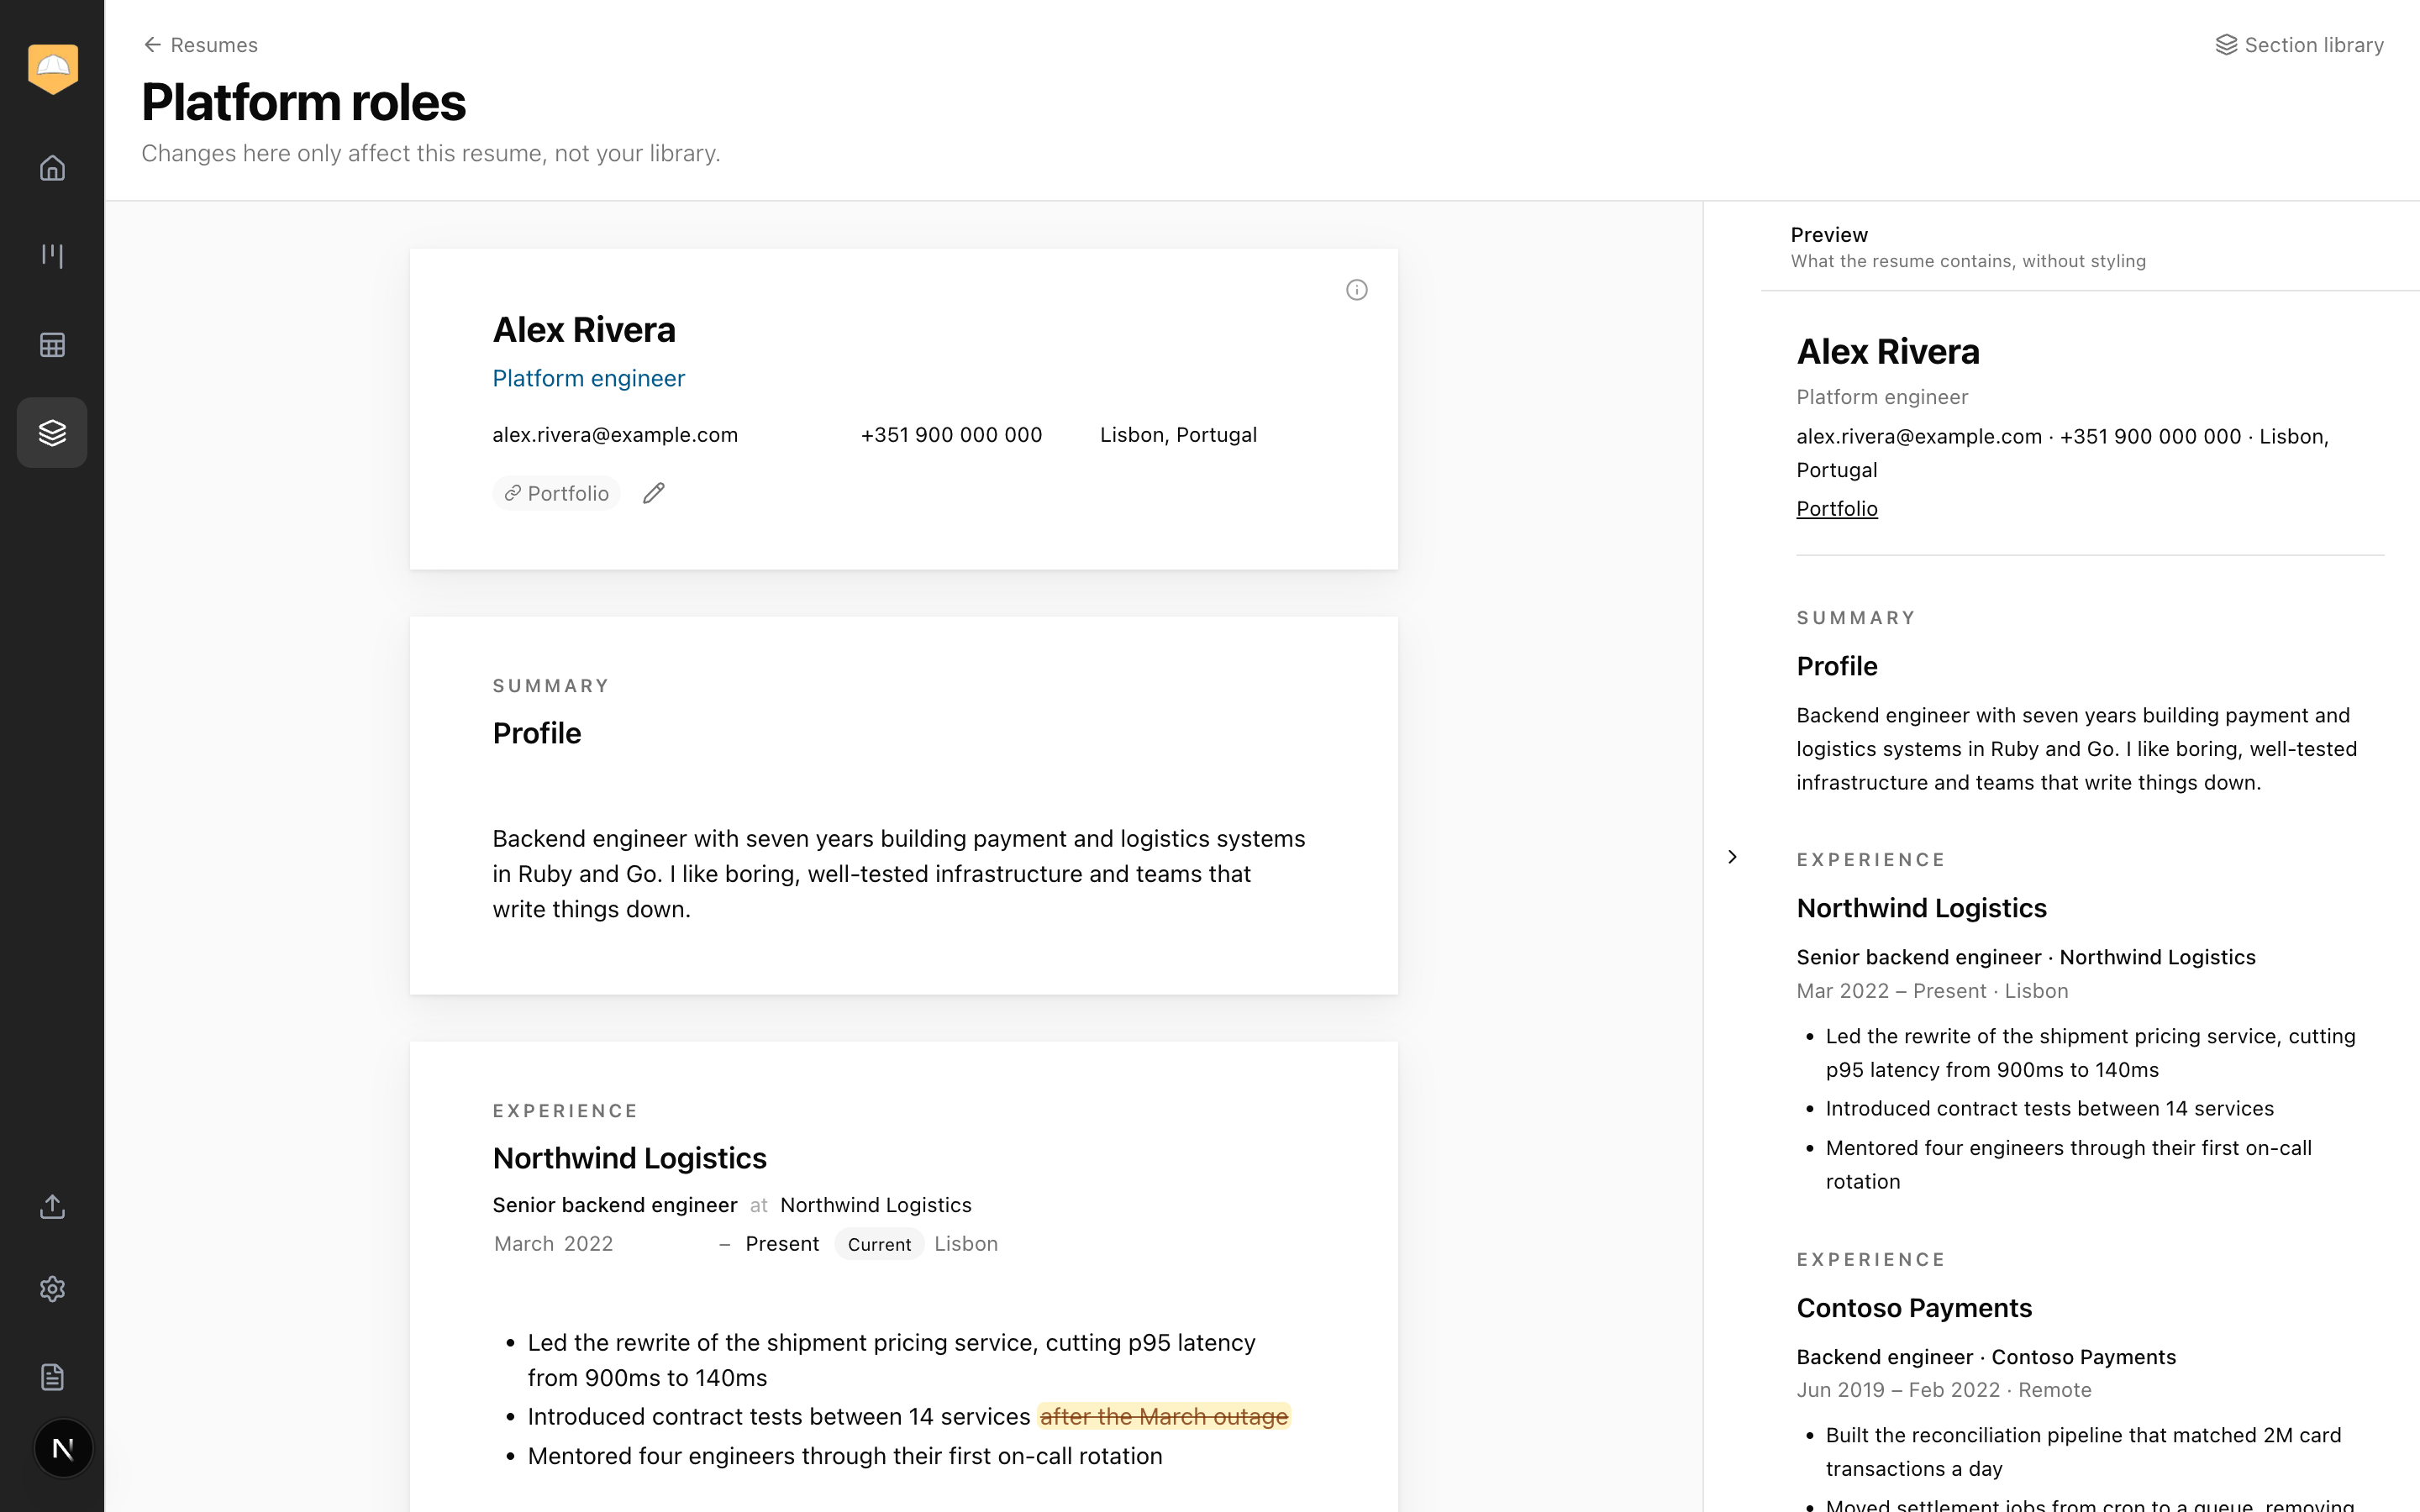 Resumes
Section library
Platform roles
Changes here only affect this resume, not your library.
Alex Rivera
Platform engineer
alex.rivera@example.com +351 900 000 000 Lisbon, Portugal
Portfolio
SUMMARY
Profile
Backend engineer with seven years building payment and logistics systems
in Ruby and Go. I like boring, well-tested infrastructure and teams that
write things down.
EXPERIENCE
Northwind Logistics
Senior backend engineer at Northwind Logistics
March 2022 – Present Current Lisbon
• Led the rewrite of the shipment pricing service, cutting p95 latency
from 900ms to 140ms
• Introduced contract tests between 14 services after the March outage
• Mentored four engineers through their first on-call rotation
Preview
What the resume contains, without styling
Alex Rivera
Platform engineer
alex.rivera@example.com · +351 900 000 000 · Lisbon,
Portugal
Portfolio
SUMMARY
Profile
Backend engineer with seven years building payment and
logistics systems in Ruby and Go. I like boring, well-tested
infrastructure and teams that write things down.
EXPERIENCE
Northwind Logistics
Senior backend engineer · Northwind Logistics
Mar 2022 – Present · Lisbon
• Led the rewrite of the shipment pricing service, cutting
p95 latency from 900ms to 140ms
• Introduced contract tests between 14 services
• Mentored four engineers through their first on-call
rotation
EXPERIENCE
Contoso Payments
Backend engineer · Contoso Payments
Jun 2019 – Feb 2022 · Remote
• Built the reconciliation pipeline that matched 2M card
transactions a day
• Moved settlement jobs from cron to a queue, removing
N